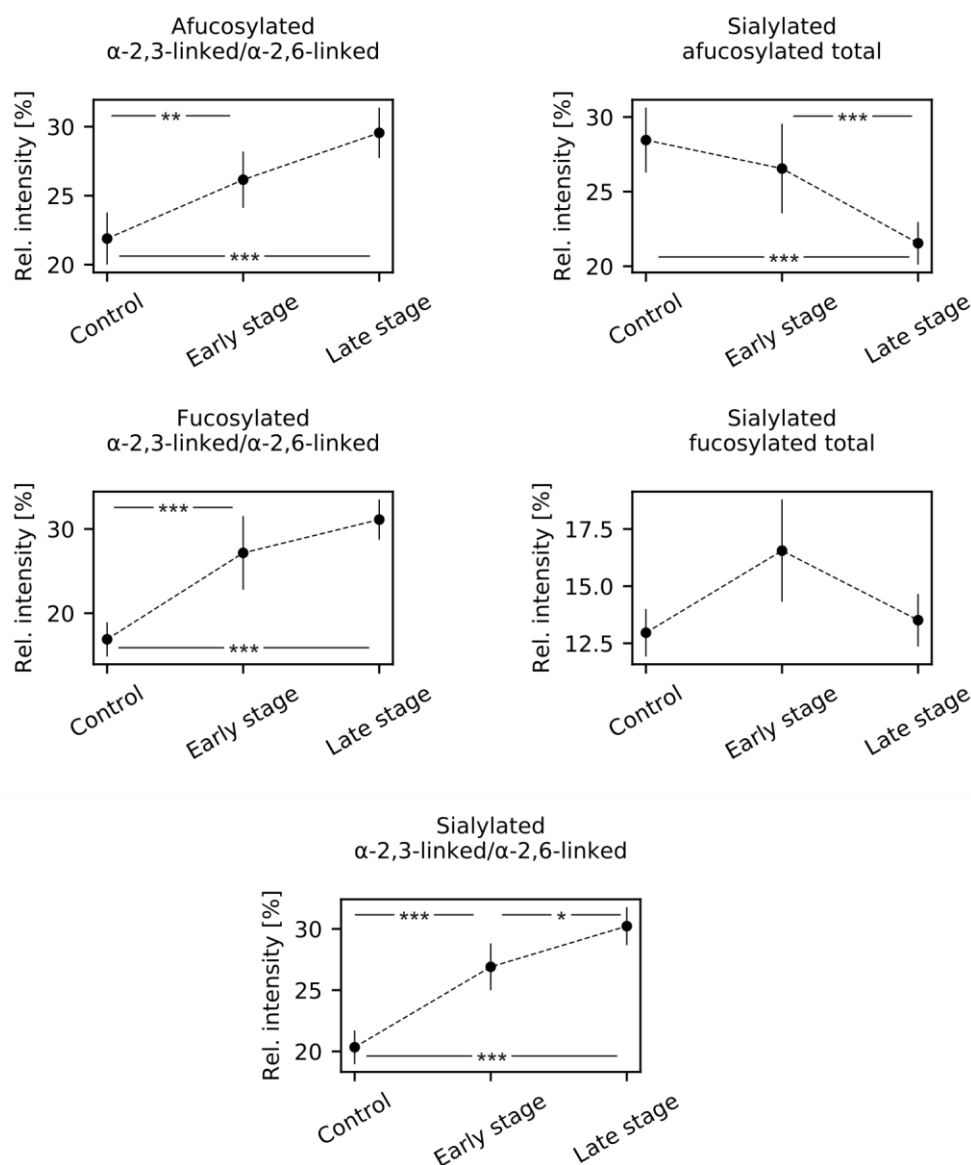 Afucosylated
α-2,3-linked/α-2,6-linked
Rel. intensity [%]
30
25
20
**
***
Control
Early stage
Late stage
Sialylated
afucosylated total
Rel. intensity [%]
30
25
20
***
***
Control
Early stage
Late stage
Fucosylated
α-2,3-linked/α-2,6-linked
Rel. intensity [%]
30
20
***
***
Control
Early stage
Late stage
Sialylated
fucosylated total
Rel. intensity [%]
17.5
15.0
12.5
Control
Early stage
Late stage
Sialylated
α-2,3-linked/α-2,6-linked
Rel. intensity [%]
30
25
20
***
*
***
Control
Early stage
Late stage